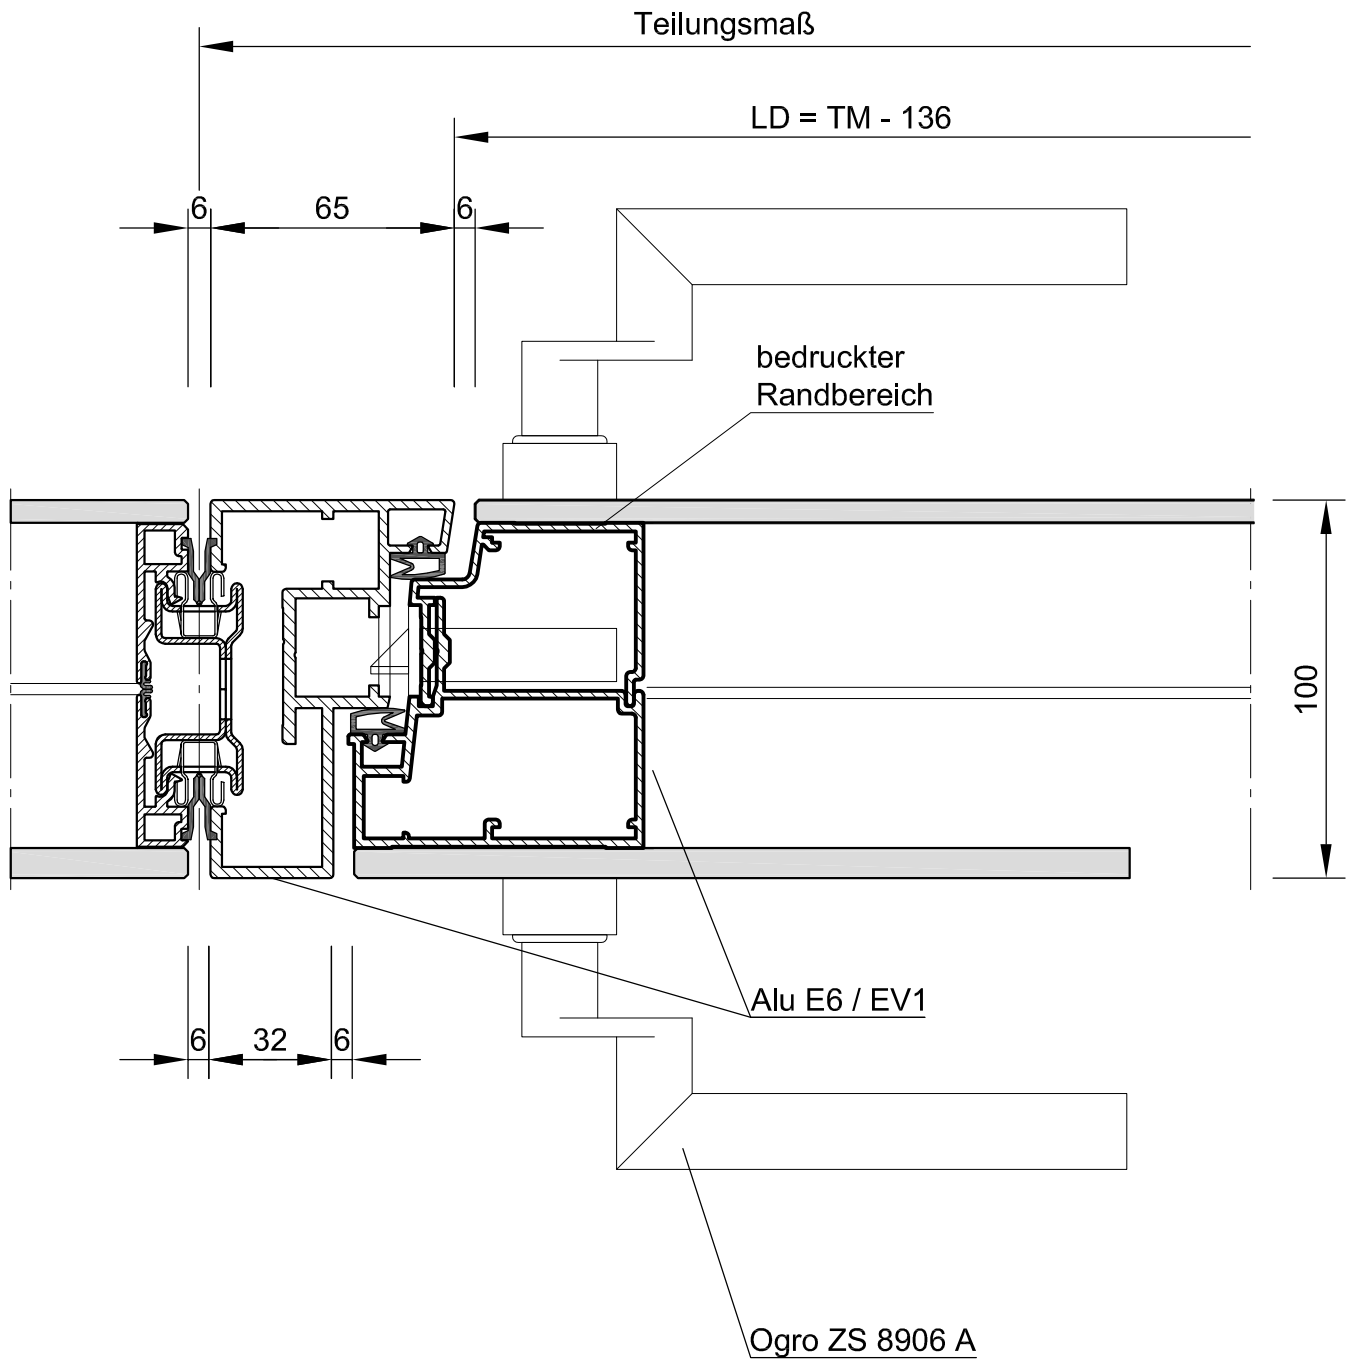 Teilungsmaß
LD = TM - 136
6
65
6
bedruckter
Randbereich
100
Alu E6 / EV1
6
32
6
Ogro ZS 8906 A